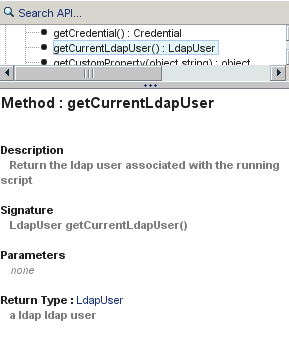 Search API...
getCredential() : Credential
getCurrentLdapUser() : LdapUser
getCustomProperty(object,string) : object
Method : getCurrentLdapUser
Description
Return the ldap user associated with the running
script
Signature
LdapUser getCurrentLdapUser()
Parameters
none
Return Type : LdapUser
a ldap ldap user